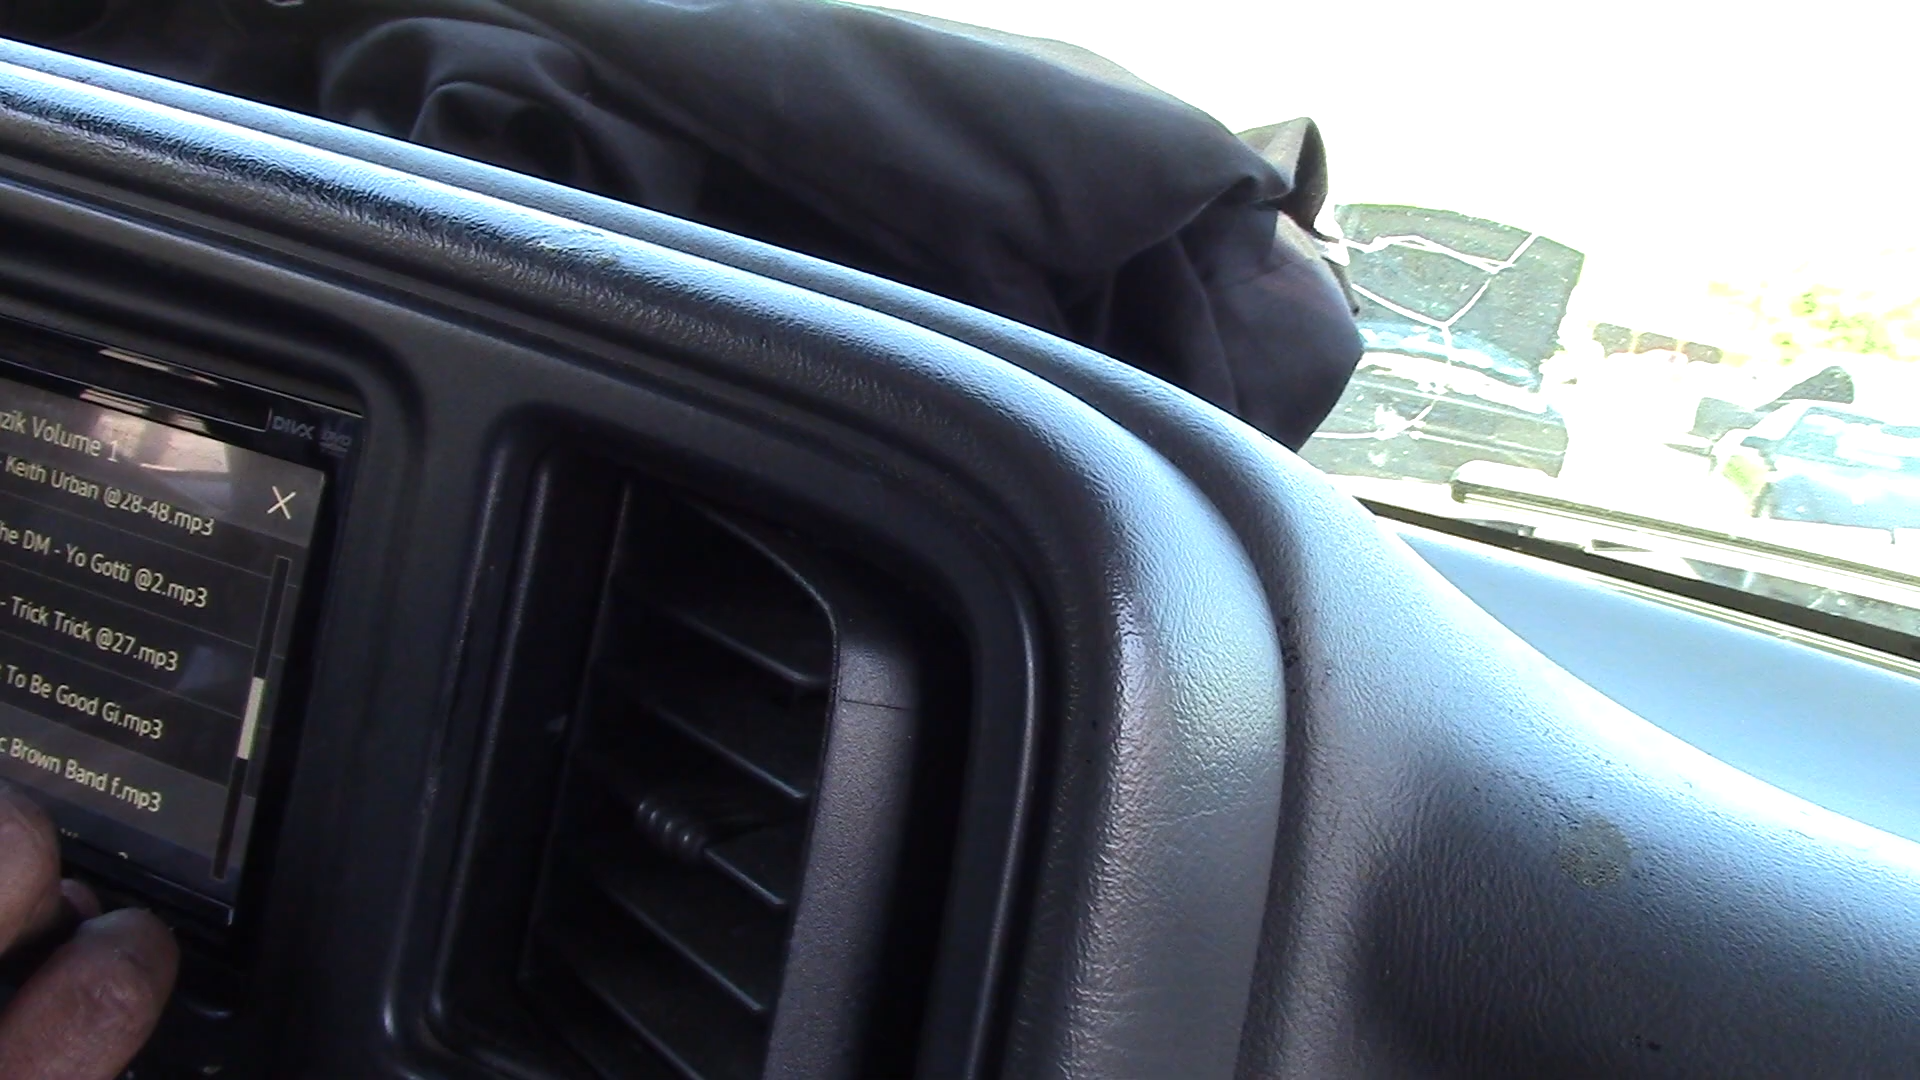 DIVX DVD
zik Volume 1
X
- Keith Urban @28-48.mp3
he DM - Yo Gotti @2.mp3
- Trick Trick @27.mp3
To Be Good Gi.mp3
c Brown Band f.mp3